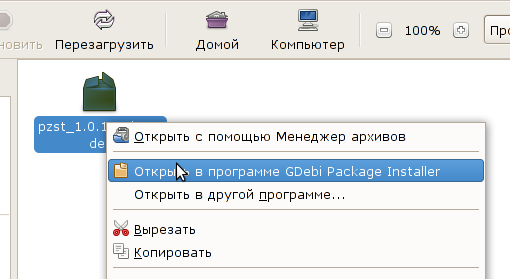 новить Перезагрузить Домой Компьютер 100% Про
pzst_1.0.1
de
Открыть с помощью Менеджер архивов
Открыть в программе GDebi Package Installer
Открыть в другой программе...
Вырезать
Копировать